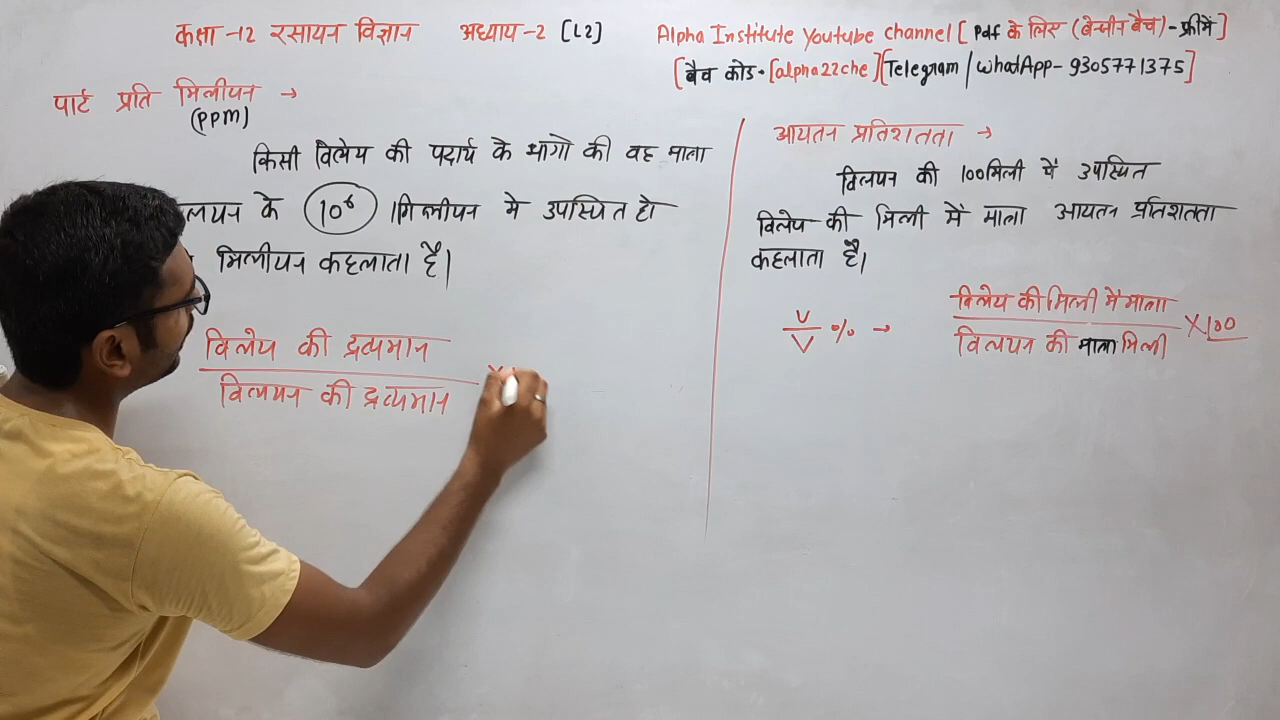 कक्षा -12 रसायन विज्ञान अध्याय-2 [L2]
Alpha Institute Youtube channel [Pdf के लिए (बेन्जीन बैच)-फ्री में]
[बैच कोड- [alpha22che][Telegram/WhatApp-9305771375]
पार्ट प्रति मिलीयन →
(PPM)
किसी विलेय की पदार्थ के भागो की वह मात्रा
लयन के 10⁶ मिलीयन मे उपस्थित हो
मिलीयन कहलाता है।
विलेय की द्रव्यमान
विलयन की द्रव्यमान
आयतन प्रतिशतता →
विलयन की 100मिली में उपस्थित
विलेय की मिली में मात्रा आयतन प्रतिशतता
कहलाता है।
v/V % → विलेय की मिली में मात्रा
विलयन की मात्रा मिली
X100